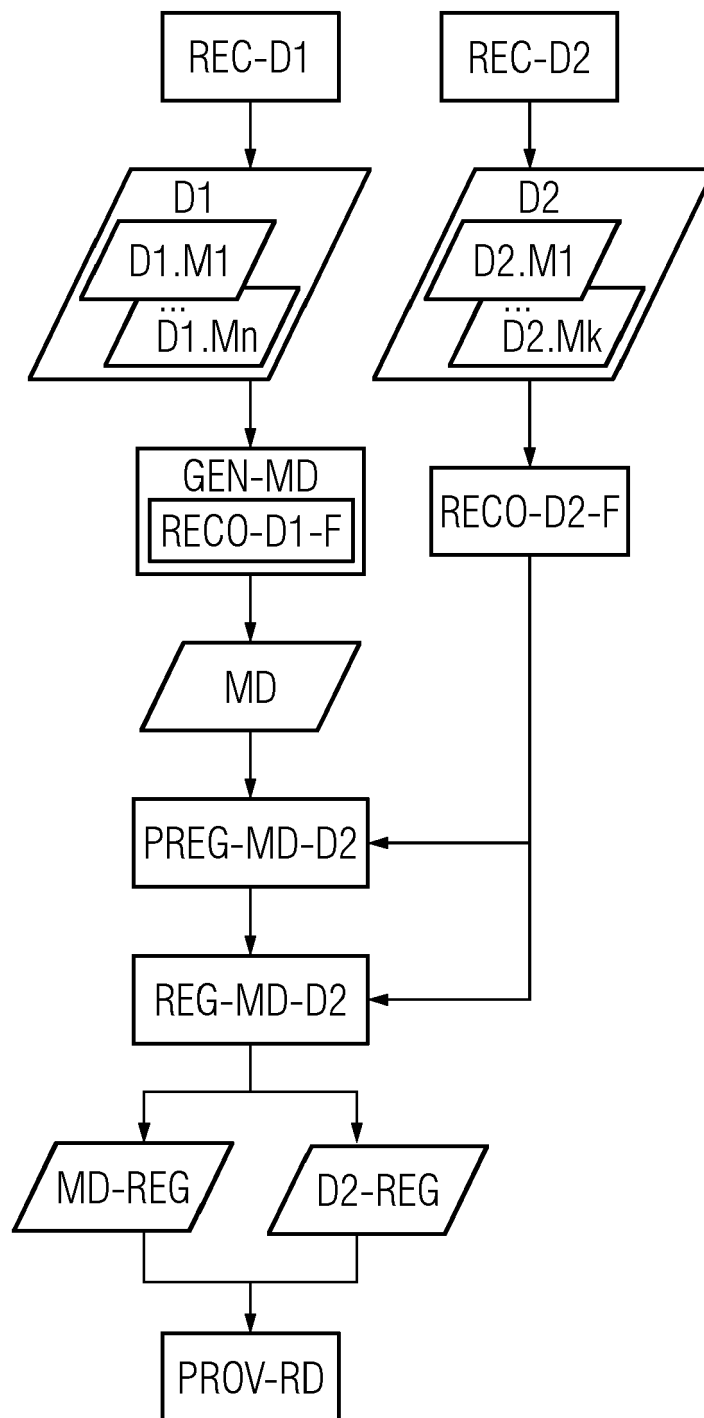 REC-D1
REC-D2
D1
D1.M1
...
D1.Mn
D2
D2.M1
...
D2.Mk
GEN-MD
RECO-D1-F
RECO-D2-F
MD
PREG-MD-D2
REG-MD-D2
MD-REG
D2-REG
PROV-RD